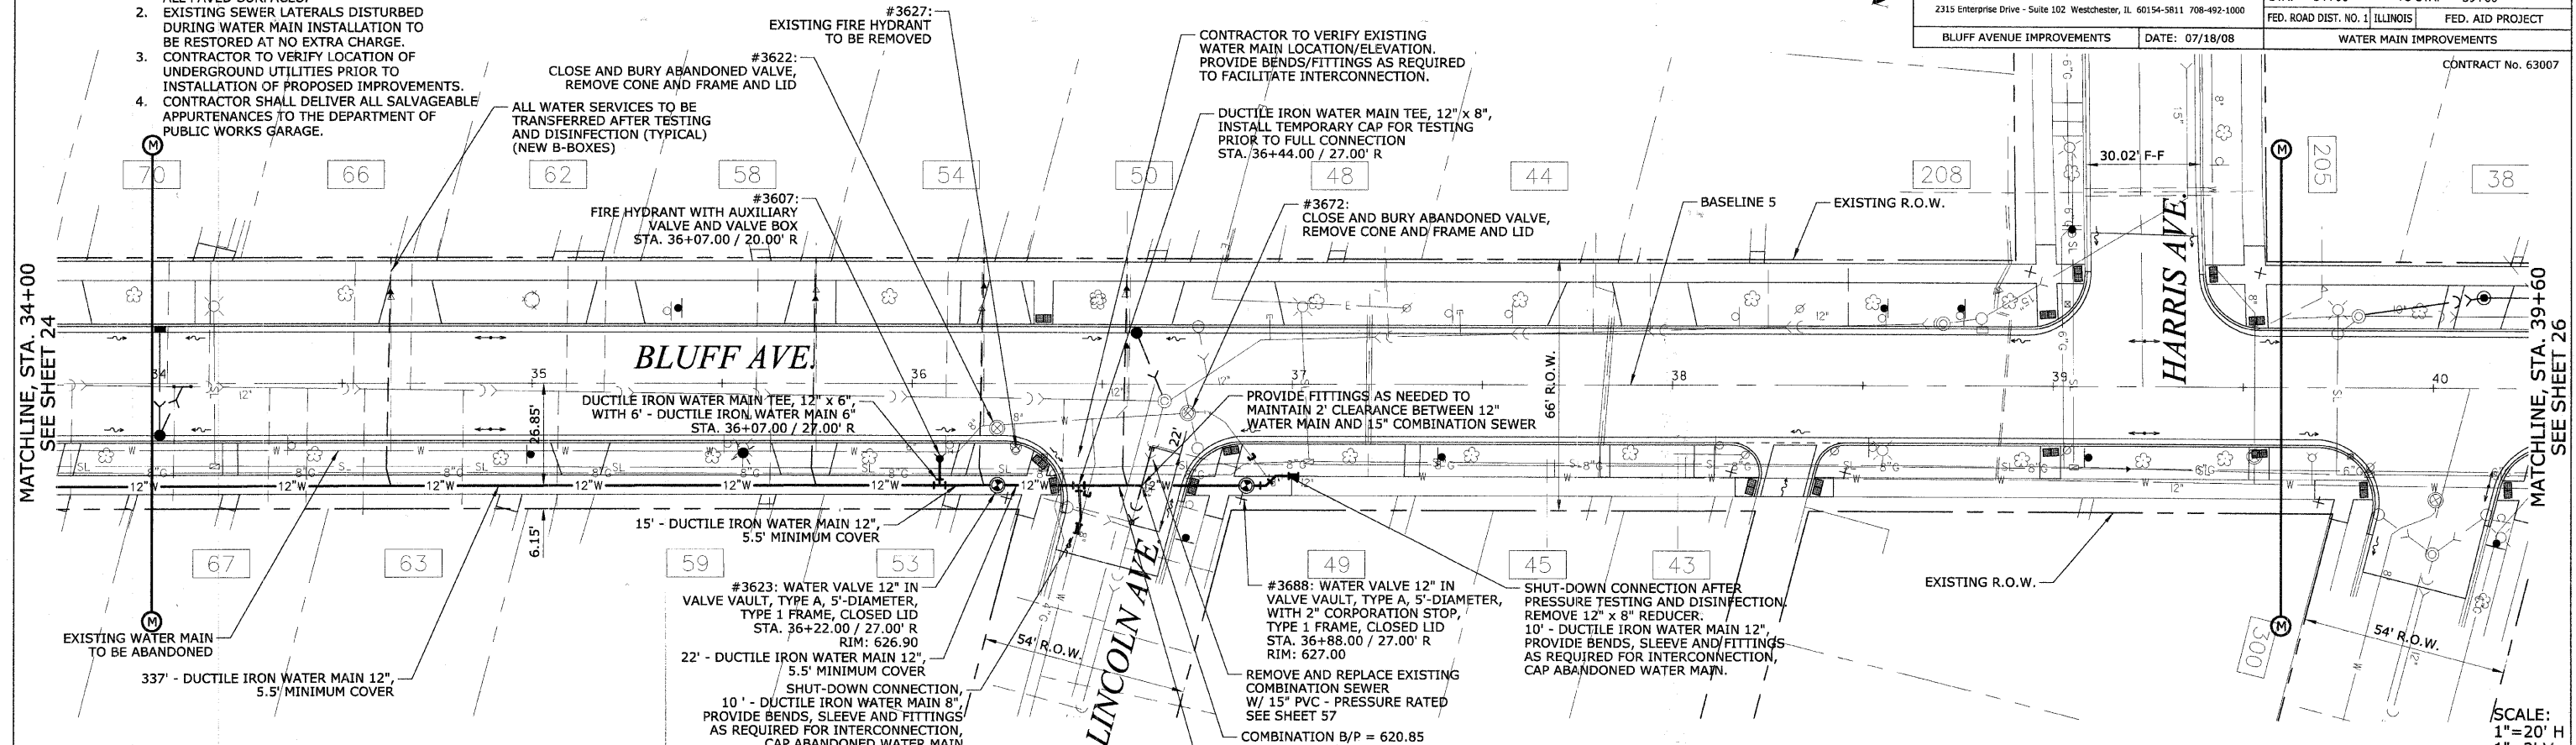 2. EXISTING SEWER LATERALS DISTURBED
DURING WATER MAIN INSTALLATION TO
BE RESTORED AT NO EXTRA CHARGE.
3. CONTRACTOR TO VERIFY LOCATION OF
UNDERGROUND UTILITIES PRIOR TO
INSTALLATION OF PROPOSED IMPROVEMENTS.
4. CONTRACTOR SHALL DELIVER ALL SALVAGEABLE
APPURTENANCES TO THE DEPARTMENT OF
PUBLIC WORKS GARAGE.
#3627:
EXISTING FIRE HYDRANT
TO BE REMOVED
#3622:
CLOSE AND BURY ABANDONED VALVE,
REMOVE CONE AND FRAME AND LID
ALL WATER SERVICES TO BE
TRANSFERRED AFTER TESTING
AND DISINFECTION (TYPICAL)
(NEW B-BOXES)
#3607:
FIRE HYDRANT WITH AUXILIARY
VALVE AND VALVE BOX
STA. 36+07.00 / 20.00' R
CONTRACTOR TO VERIFY EXISTING
WATER MAIN LOCATION/ELEVATION.
PROVIDE BENDS/FITTINGS AS REQUIRED
TO FACILITATE INTERCONNECTION.
DUCTILE IRON WATER MAIN TEE, 12" x 8",
INSTALL TEMPORARY CAP FOR TESTING
PRIOR TO FULL CONNECTION
STA. 36+44.00 / 27.00' R
#3672:
CLOSE AND BURY ABANDONED VALVE,
REMOVE CONE AND FRAME AND LID
2315 Enterprise Drive - Suite 102 Westchester, IL 60154-5811 708-492-1000
FED. ROAD DIST. NO. 1 ILLINOIS FED. AID PROJECT
BLUFF AVENUE IMPROVEMENTS DATE: 07/18/08 WATER MAIN IMPROVEMENTS
CONTRACT No. 63007
M
M
70
66
62
58
54
50
48
44
208
205
38
30.02' F-F
BASELINE 5
EXISTING R.O.W.
HARRIS AVE.
BLUFF AVE.
MATCHLINE, STA. 34+00
SEE SHEET 24
MATCHLINE, STA. 39+60
SEE SHEET 26
34
35
36
37
38
39
40
66' R.O.W.
26.85'
6.15'
22'
DUCTILE IRON WATER MAIN TEE, 12" x 6",
WITH 6' - DUCTILE IRON WATER MAIN 6"
STA. 36+07.00 / 27.00' R
PROVIDE FITTINGS AS NEEDED TO
MAINTAIN 2' CLEARANCE BETWEEN 12"
WATER MAIN AND 15" COMBINATION SEWER
12"W 12"W 12"W 12"W 12"W 12"W 12"W
15' - DUCTILE IRON WATER MAIN 12",
5.5' MINIMUM COVER
67
63
59
53
49
45
43
300
M
M
EXISTING WATER MAIN
TO BE ABANDONED
337' - DUCTILE IRON WATER MAIN 12",
5.5' MINIMUM COVER
#3623: WATER VALVE 12" IN
VALVE VAULT, TYPE A, 5'-DIAMETER,
TYPE 1 FRAME, CLOSED LID
STA. 36+22.00 / 27.00' R
RIM: 626.90
22' - DUCTILE IRON WATER MAIN 12",
5.5' MINIMUM COVER
SHUT-DOWN CONNECTION,
10 ' - DUCTILE IRON WATER MAIN 8",
PROVIDE BENDS, SLEEVE AND FITTINGS
AS REQUIRED FOR INTERCONNECTION,
CAP ABANDONED WATER MAIN
54' R.O.W.
LINCOLN AVE.
#3688: WATER VALVE 12" IN
VALVE VAULT, TYPE A, 5'-DIAMETER,
WITH 2" CORPORATION STOP,
TYPE 1 FRAME, CLOSED LID
STA. 36+88.00 / 27.00' R
RIM: 627.00
REMOVE AND REPLACE EXISTING
COMBINATION SEWER
W/ 15" PVC - PRESSURE RATED
SEE SHEET 57
COMBINATION B/P = 620.85
SHUT-DOWN CONNECTION AFTER
PRESSURE TESTING AND DISINFECTION.
REMOVE 12" x 8" REDUCER.
10' - DUCTILE IRON WATER MAIN 12",
PROVIDE BENDS, SLEEVE AND FITTINGS
AS REQUIRED FOR INTERCONNECTION,
CAP ABANDONED WATER MAIN.
EXISTING R.O.W.
54' R.O.W.
SCALE:
1"=20' H